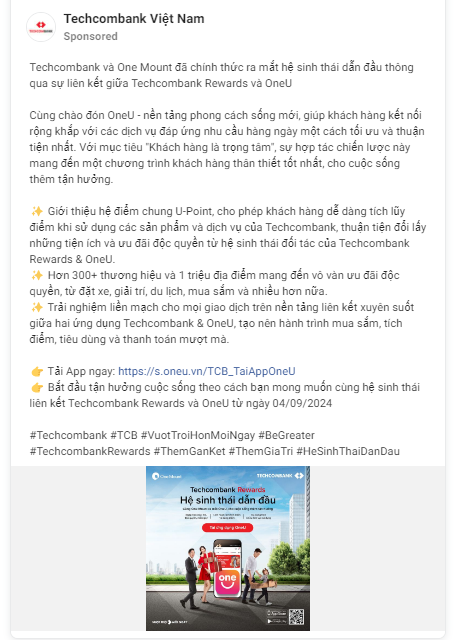 Techcombank Việt Nam
Sponsored
Techcombank và One Mount đã chính thức ra mắt hệ sinh thái dẫn đầu thông
qua sự liên kết giữa Techcombank Rewards và OneU
Cùng chào đón OneU - nền tảng phong cách sống mới, giúp khách hàng kết nối
rộng khắp với các dịch vụ đáp ứng nhu cầu hàng ngày một cách tối ưu và thuận
tiện nhất. Với mục tiêu "Khách hàng là trọng tâm", sự hợp tác chiến lược này
mang đến một chương trình khách hàng thân thiết tốt nhất, cho cuộc sống
thêm tận hưởng.
✨ Giới thiệu hệ điểm chung U-Point, cho phép khách hàng dễ dàng tích lũy
điểm khi sử dụng các sản phẩm và dịch vụ của Techcombank, thuận tiện đổi lấy
những tiện ích và ưu đãi độc quyền từ hệ sinh thái đối tác của Techcombank
Rewards & OneU.
✨ Hơn 300+ thương hiệu và 1 triệu địa điểm mang đến vô vàn ưu đãi độc
quyền, từ đặt xe, giải trí, du lịch, mua sắm và nhiều hơn nữa.
✨ Trải nghiệm liền mạch cho mọi giao dịch trên nền tảng liên kết xuyên suốt
giữa hai ứng dụng Techcombank & OneU, tạo nên hành trình mua sắm, tích
điểm, tiêu dùng và thanh toán mượt mà.
👉 Tải App ngay: https://s.oneu.vn/TCB_TaiAppOneU
👉 Bắt đầu tận hưởng cuộc sống theo cách bạn mong muốn cùng hệ sinh thái
liên kết Techcombank Rewards và OneU từ ngày 04/09/2024
#Techcombank #TCB #VuotTroiHonMoiNgay #BeGreater
#TechcombankRewards #ThemGanKet #ThemGiaTri #HeSinhThaiDanDau
One Mount TECHCOMBANK
Techcombank Rewards
Hệ sinh thái dẫn đầu
Tải ứng dụng OneU
one